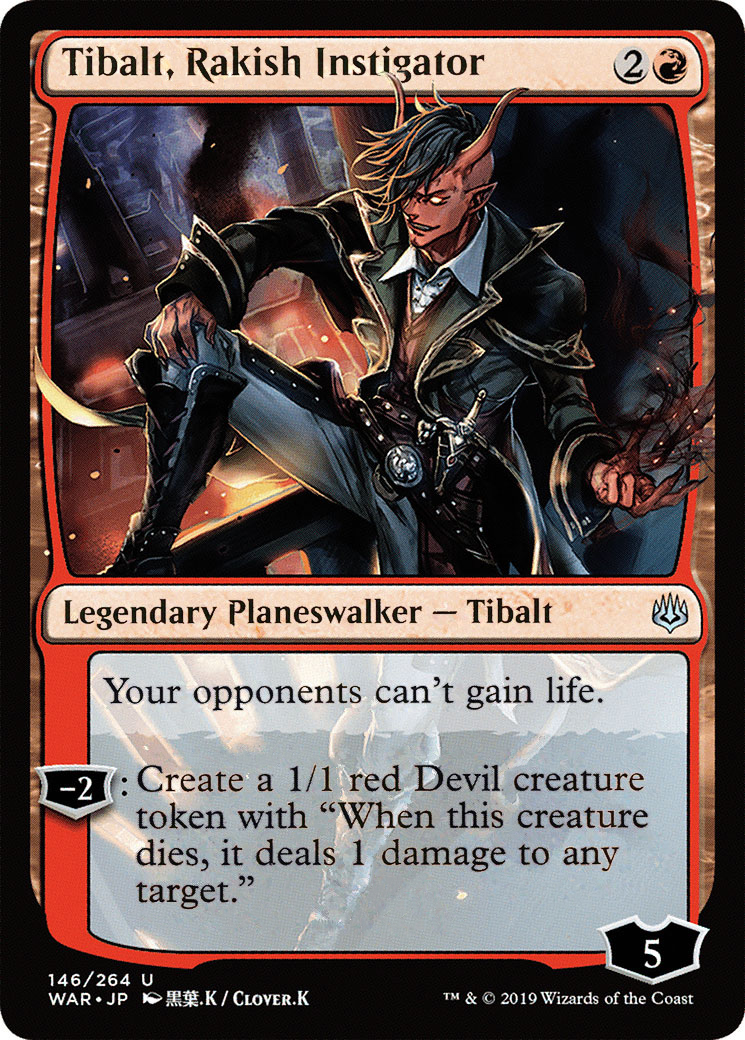 Tibalt, Rakish Instigator 2
Legendary Planeswalker — Tibalt
Your opponents can't gain life.
−2 : Create a 1/1 red Devil creature
token with “When this creature
dies, it deals 1 damage to any
target.”
5
146/264 U
WAR • JP 黒葉.K / Clover.K
™ & © 2019 Wizards of the Coast